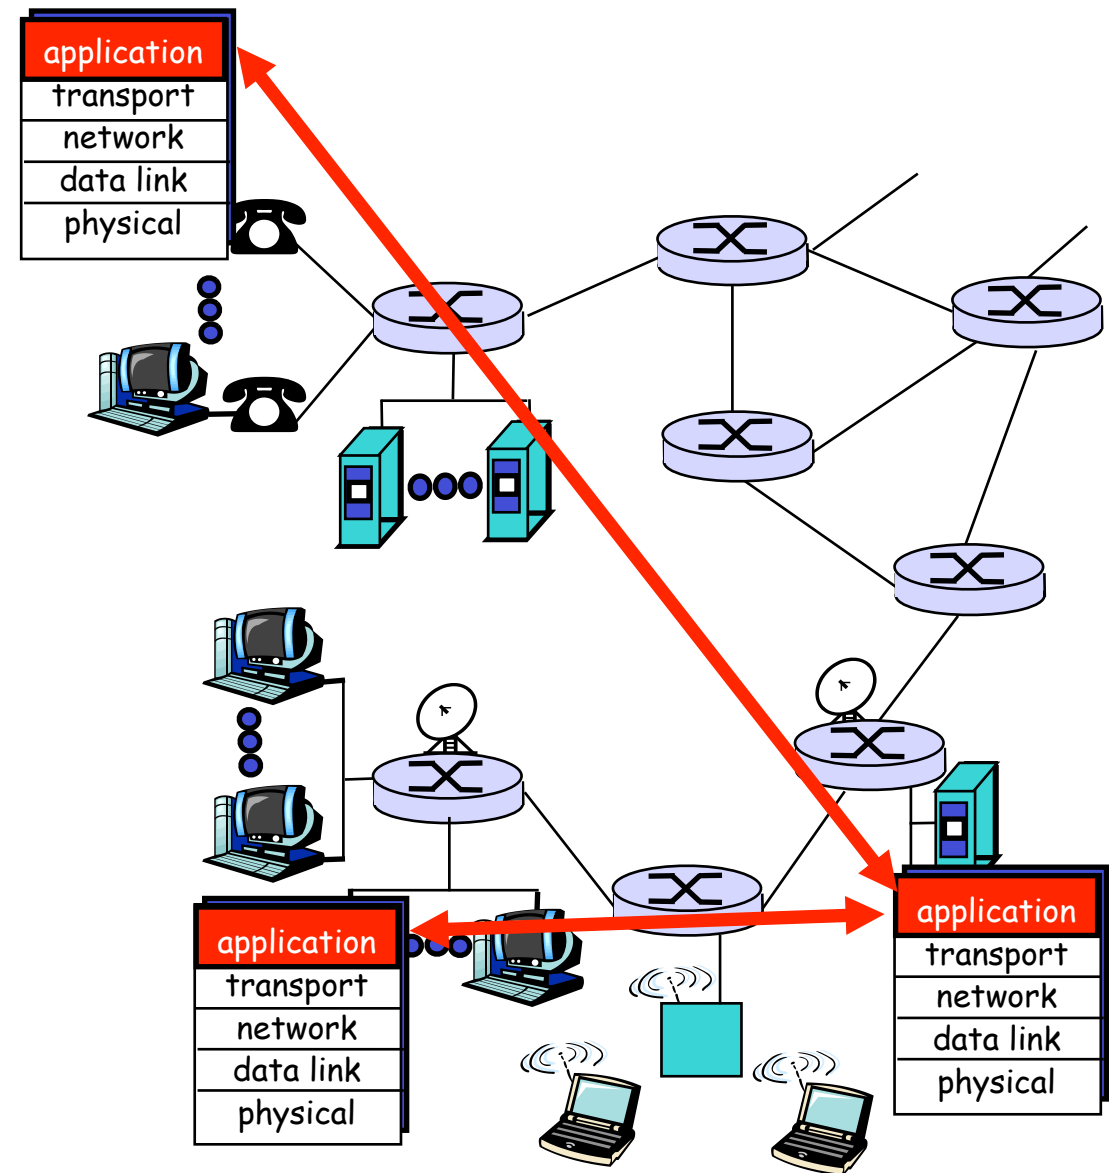 application
transport
network
data link
physical
application
transport
network
data link
physical
application
transport
network
data link
physical